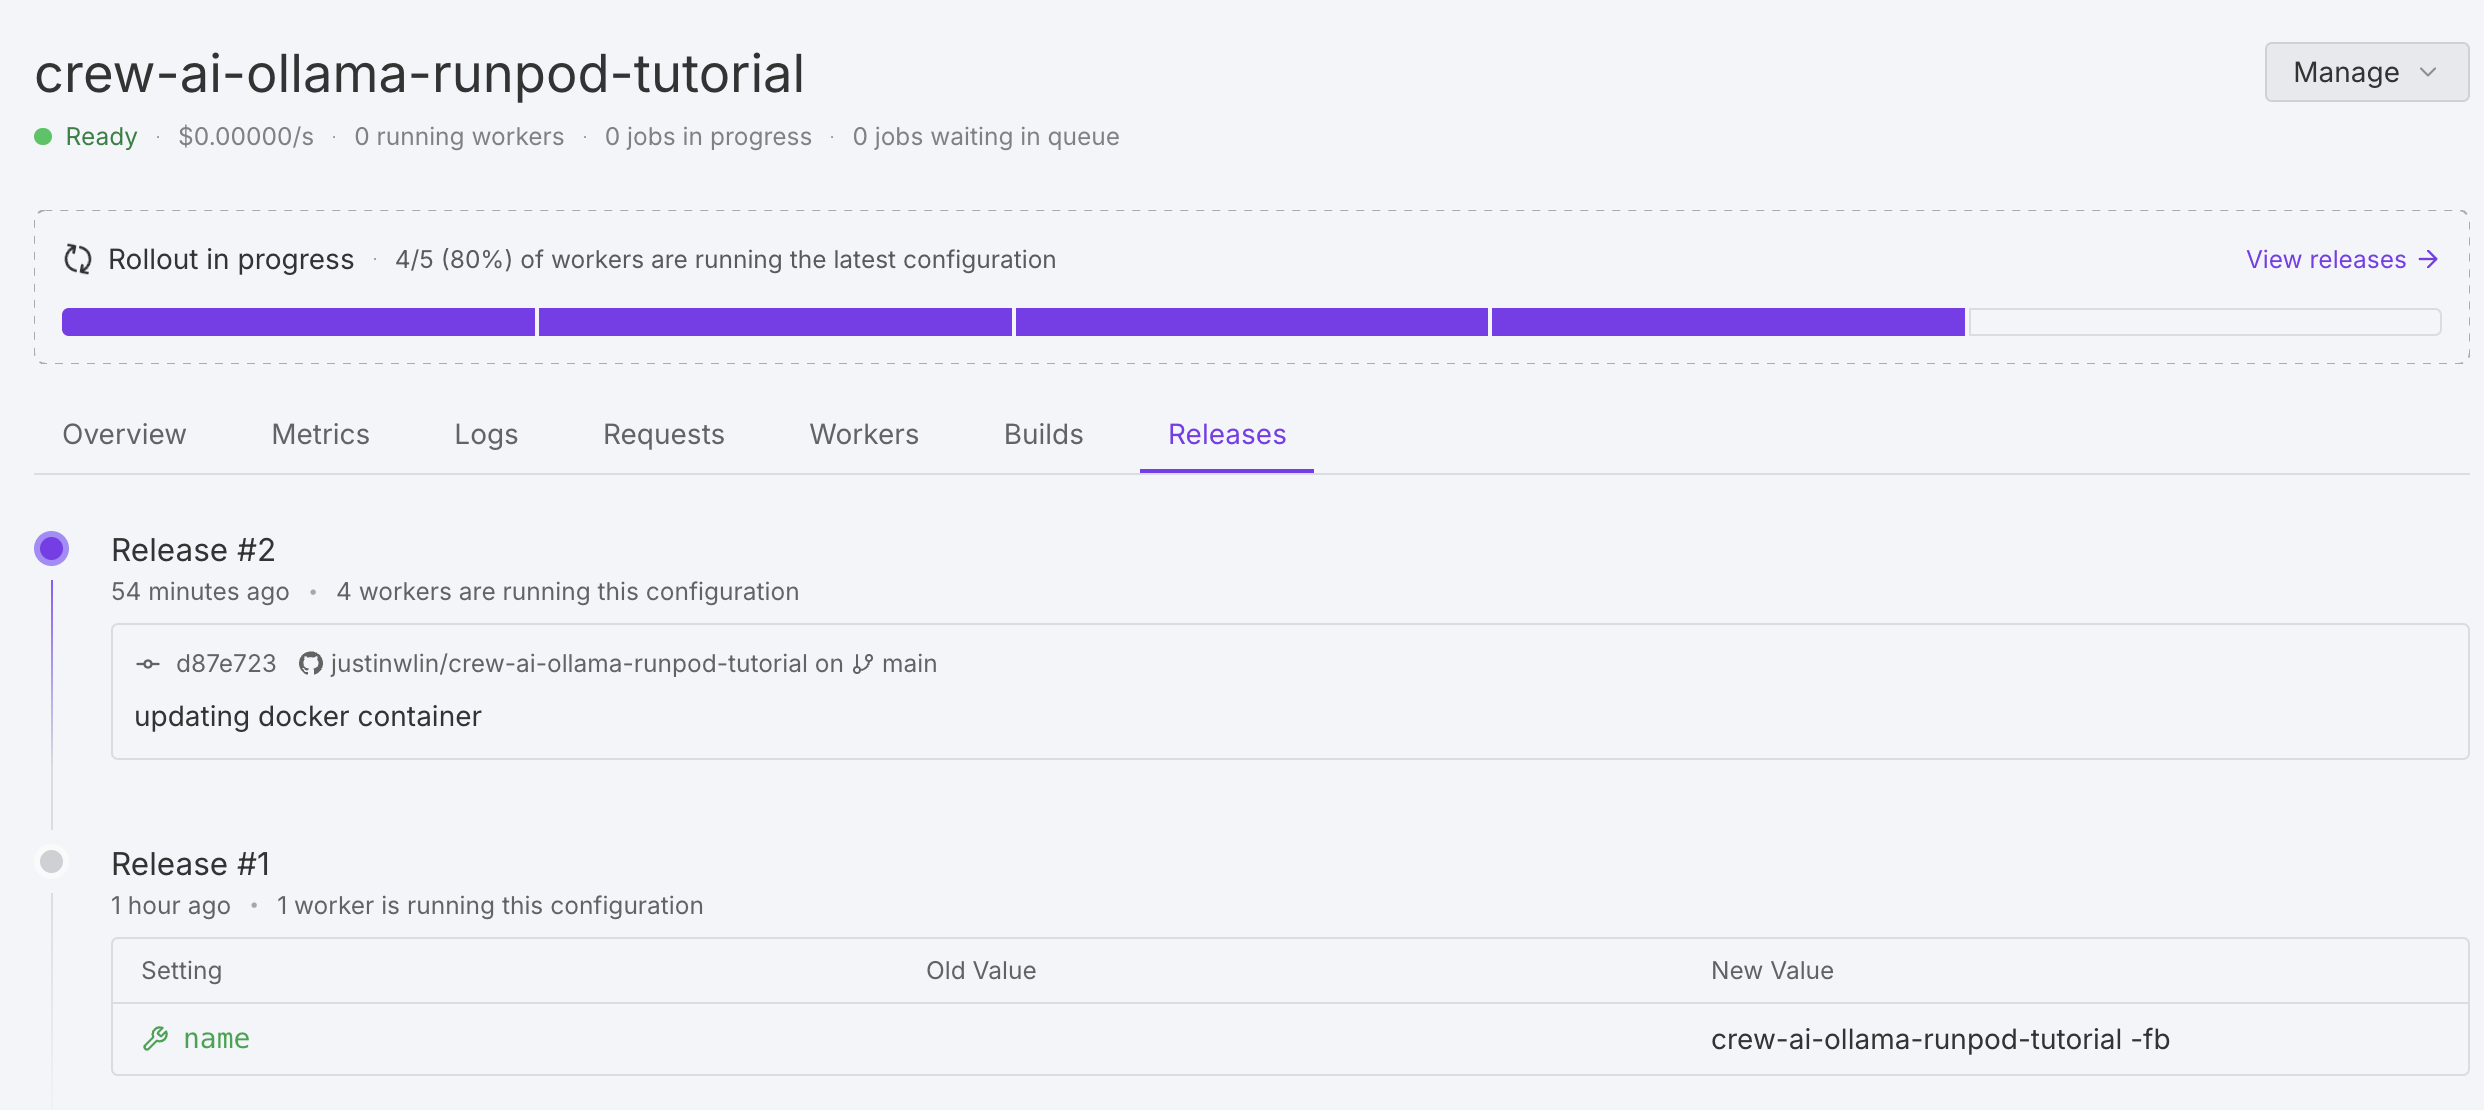 crew-ai-ollama-runpod-tutorial
Manage
Ready · $0.00000/s · 0 running workers · 0 jobs in progress · 0 jobs waiting in queue
Rollout in progress · 4/5 (80%) of workers are running the latest configuration
View releases →
Overview Metrics Logs Requests Workers Builds Releases
Release #2
54 minutes ago • 4 workers are running this configuration
d87e723 justinwlin/crew-ai-ollama-runpod-tutorial on main
updating docker container
Release #1
1 hour ago • 1 worker is running this configuration
Setting Old Value New Value
name crew-ai-ollama-runpod-tutorial -fb